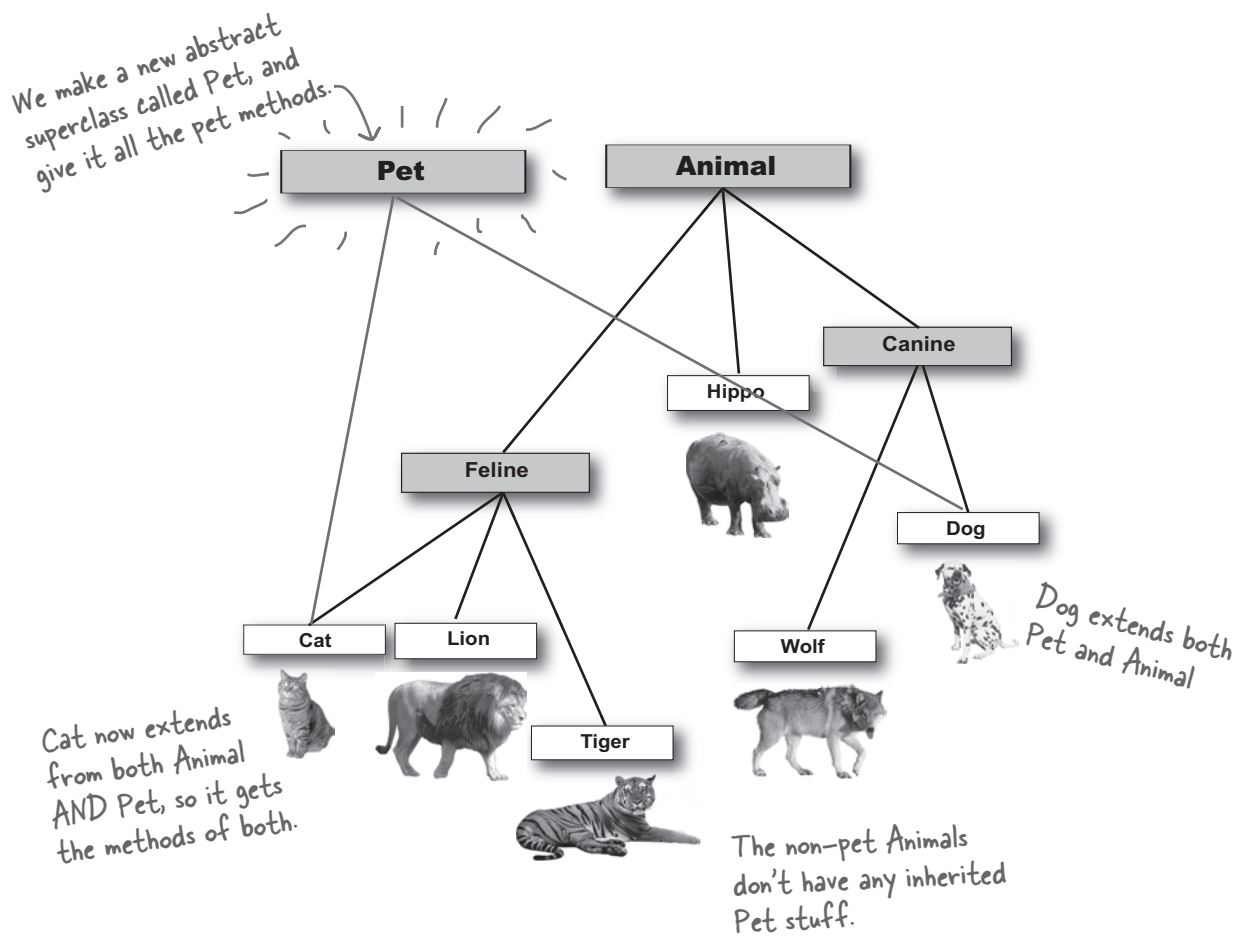 We make a new abstract
superclass called Pet, and
give it all the pet methods.
Pet
Animal
Canine
Hippo
Feline
Dog
Dog extends both
Pet and Animal
Cat
Lion
Wolf
Tiger
Cat now extends
from both Animal
AND Pet, so it gets
the methods of both.
The non-pet Animals
don't have any inherited
Pet stuff.